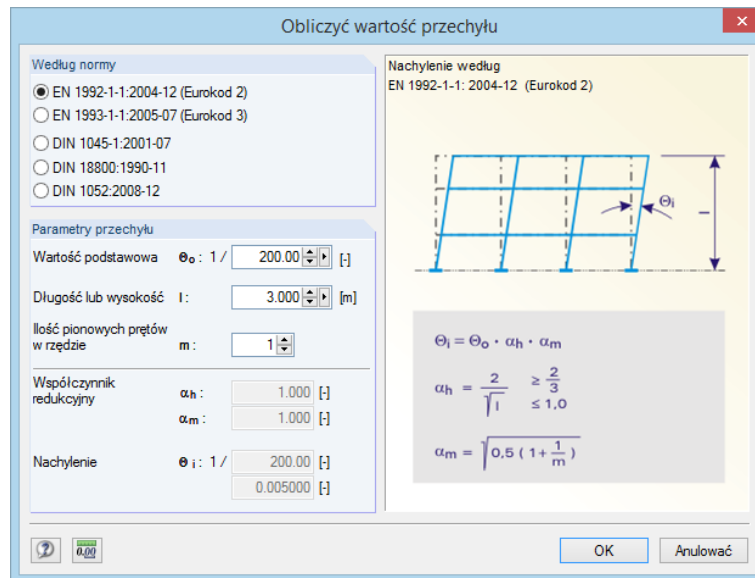 Obliczyć wartość przechyłu
Według normy
EN 1992-1-1:2004-12 (Eurokod 2)
EN 1993-1-1:2005-07 (Eurokod 3)
DIN 1045-1:2001-07
DIN 18800:1990-11
DIN 1052:2008-12
Parametry przechyłu
Wartość podstawowa Θo : 1 / 200.00 [-]
Długość lub wysokość l : 3.000 [m]
Ilość pionowych prętów
w rzędzie m : 1
Współczynnik
redukcyjny αh : 1.000 [-]
αm : 1.000 [-]
Nachylenie Θi : 1 / 200.00 [-]
0.005000 [-]
Nachylenie według
EN 1992-1-1: 2004-12 (Eurokod 2)
Θi
l
Θi = Θo · αh · αm
αh = 2/√l ≥ 2/3
≤ 1,0
αm = √0,5 ( 1+ 1/m )
0.00
OK Anulować